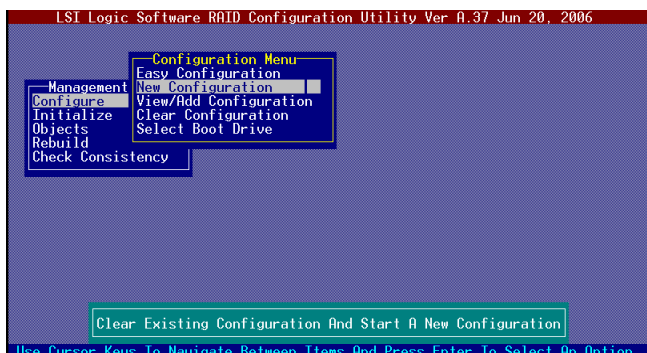 LSI Logic Software RAID Configuration Utility Ver A.37 Jun 20, 2006
Configuration Menu
Easy Configuration
New Configuration
View/Add Configuration
Clear Configuration
Select Boot Drive
Management
Configure
Initialize
Objects
Rebuild
Check Consistency
Clear Existing Configuration And Start A New Configuration
Use Cursor Keys To Navigate Between Items And Press Enter To Select An Option